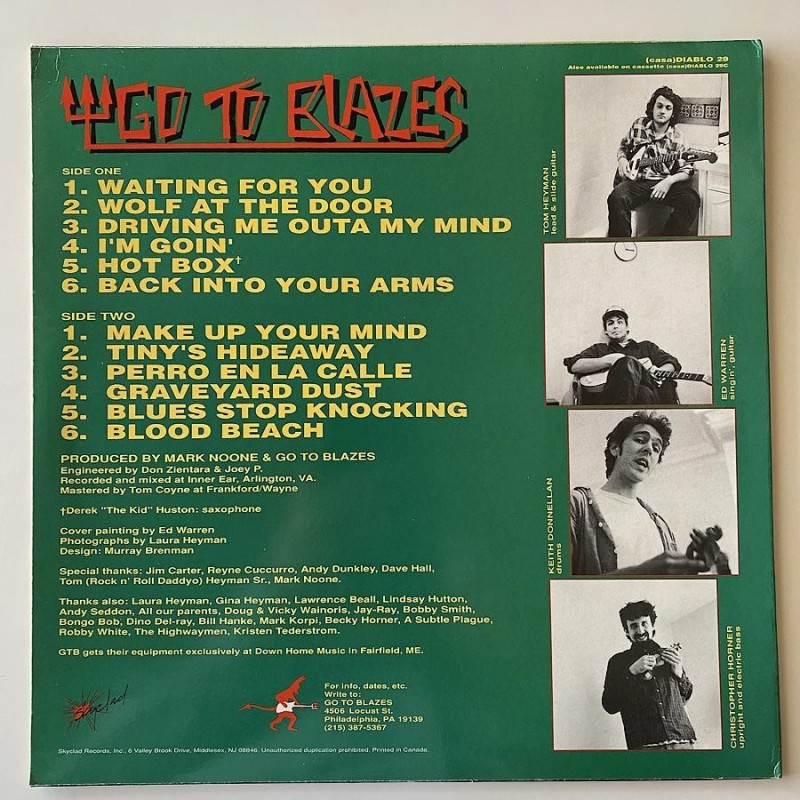 (casa)DIABLO 29
Also available on cassette (casa)DIABLO 29C
GO TO BLAZES
SIDE ONE
1. WAITING FOR YOU
2. WOLF AT THE DOOR
3. DRIVING ME OUTA MY MIND
4. I'M GOIN'
5. HOT BOX†
6. BACK INTO YOUR ARMS
SIDE TWO
1. MAKE UP YOUR MIND
2. TINY'S HIDEAWAY
3. PERRO EN LA CALLE
4. GRAVEYARD DUST
5. BLUES STOP KNOCKING
6. BLOOD BEACH
PRODUCED BY MARK NOONE & GO TO BLAZES
Engineered by Don Zientara & Joey P.
Recorded and mixed at Inner Ear, Arlington, VA.
Mastered by Tom Coyne at Frankford/Wayne
†Derek "The Kid" Huston: saxophone
Cover painting by Ed Warren
Photographs by Laura Heyman
Design: Murray Brenman
Special thanks: Jim Carter, Reyne Cuccurro, Andy Dunkley, Dave Hall,
Tom (Rock n' Roll Daddyo) Heyman Sr., Mark Noone.
Thanks also: Laura Heyman, Gina Heyman, Lawrence Beall, Lindsay Hutton,
Andy Seddon, All our parents, Doug & Vicky Wainoris, Jay-Ray, Bobby Smith,
Bongo Bob, Dino Del-ray, Bill Hanke, Mark Korpi, Becky Horner, A Subtle Plague,
Robby White, The Highwaymen, Kristen Tederstrom.
GTB gets their equipment exclusively at Down Home Music in Fairfield, ME.
Skyclad
For info, dates, etc.
Write to:
GO TO BLAZES
4506 Locust St.
Philadelphia, PA 19139
(215) 387-5367
Skyclad Records, Inc., 6 Valley Brook Drive, Middlesex, NJ 08846. Unauthorized duplication prohibited. Printed in Canada.
TOM HEYMAN
lead & slide guitar
ED WARREN
singin', guitar
KEITH DONNELLAN
drums
CHRISTOPHER HORNER
upright and electric bass